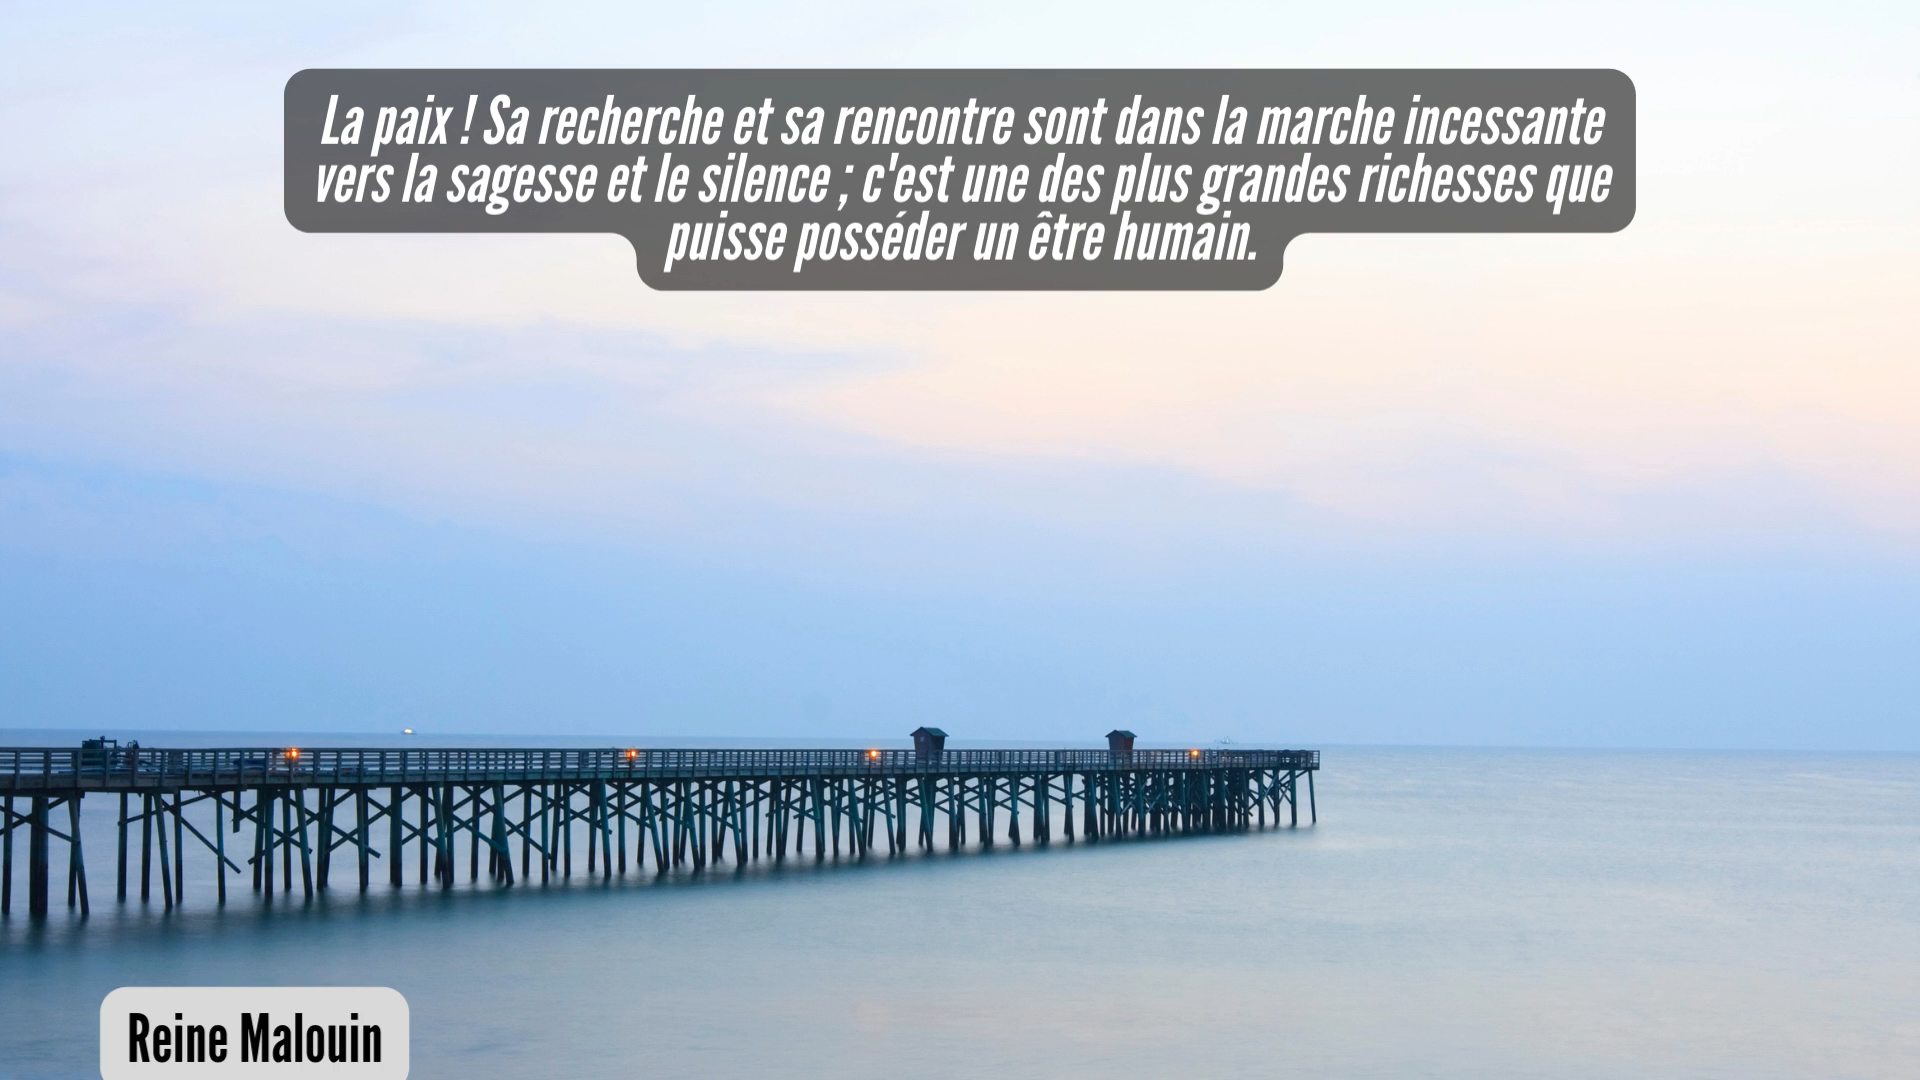 La paix ! Sa recherche et sa rencontre sont dans la marche incessante
vers la sagesse et le silence ; c'est une des plus grandes richesses que
puisse posséder un être humain.
Reine Malouin